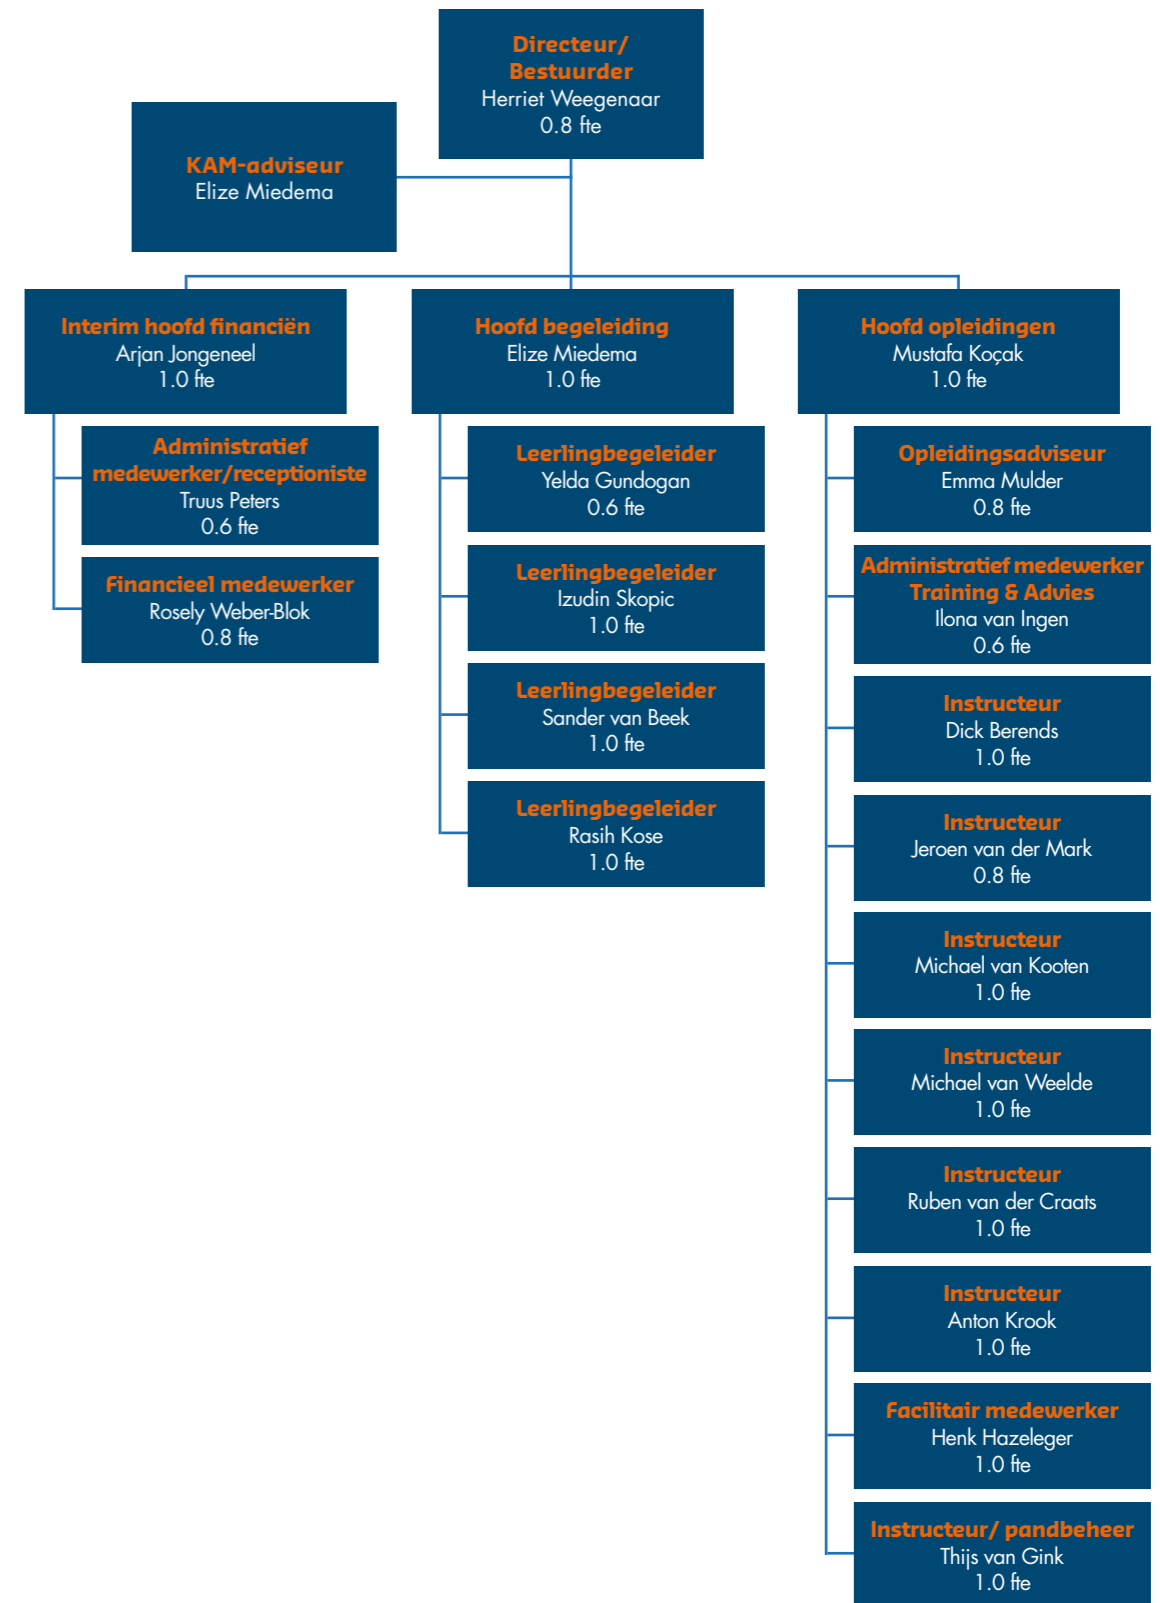 Directeur/
Bestuurder
Herriet Weegenaar
0.8 fte
KAM-adviseur
Elize Miedema
Interim hoofd financiën
Arjan Jongeneel
1.0 fte
Administratief
medewerker/receptioniste
Truus Peters
0.6 fte
Financieel medewerker
Rosely Weber-Blok
0.8 fte
Hoofd begeleiding
Elize Miedema
1.0 fte
Leerlingbegeleider
Yelda Gundogan
0.6 fte
Leerlingbegeleider
Izudin Skopic
1.0 fte
Leerlingbegeleider
Sander van Beek
1.0 fte
Leerlingbegeleider
Rasih Kose
1.0 fte
Hoofd opleidingen
Mustafa Koçak
1.0 fte
Opleidingsadviseur
Emma Mulder
0.8 fte
Administratief medewerker
Training & Advies
Ilona van Ingen
0.6 fte
Instructeur
Dick Berends
1.0 fte
Instructeur
Jeroen van der Mark
0.8 fte
Instructeur
Michael van Kooten
1.0 fte
Instructeur
Michael van Weelde
1.0 fte
Instructeur
Ruben van der Craats
1.0 fte
Instructeur
Anton Krook
1.0 fte
Facilitair medewerker
Henk Hazeleger
1.0 fte
Instructeur/ pandbeheer
Thijs van Gink
1.0 fte